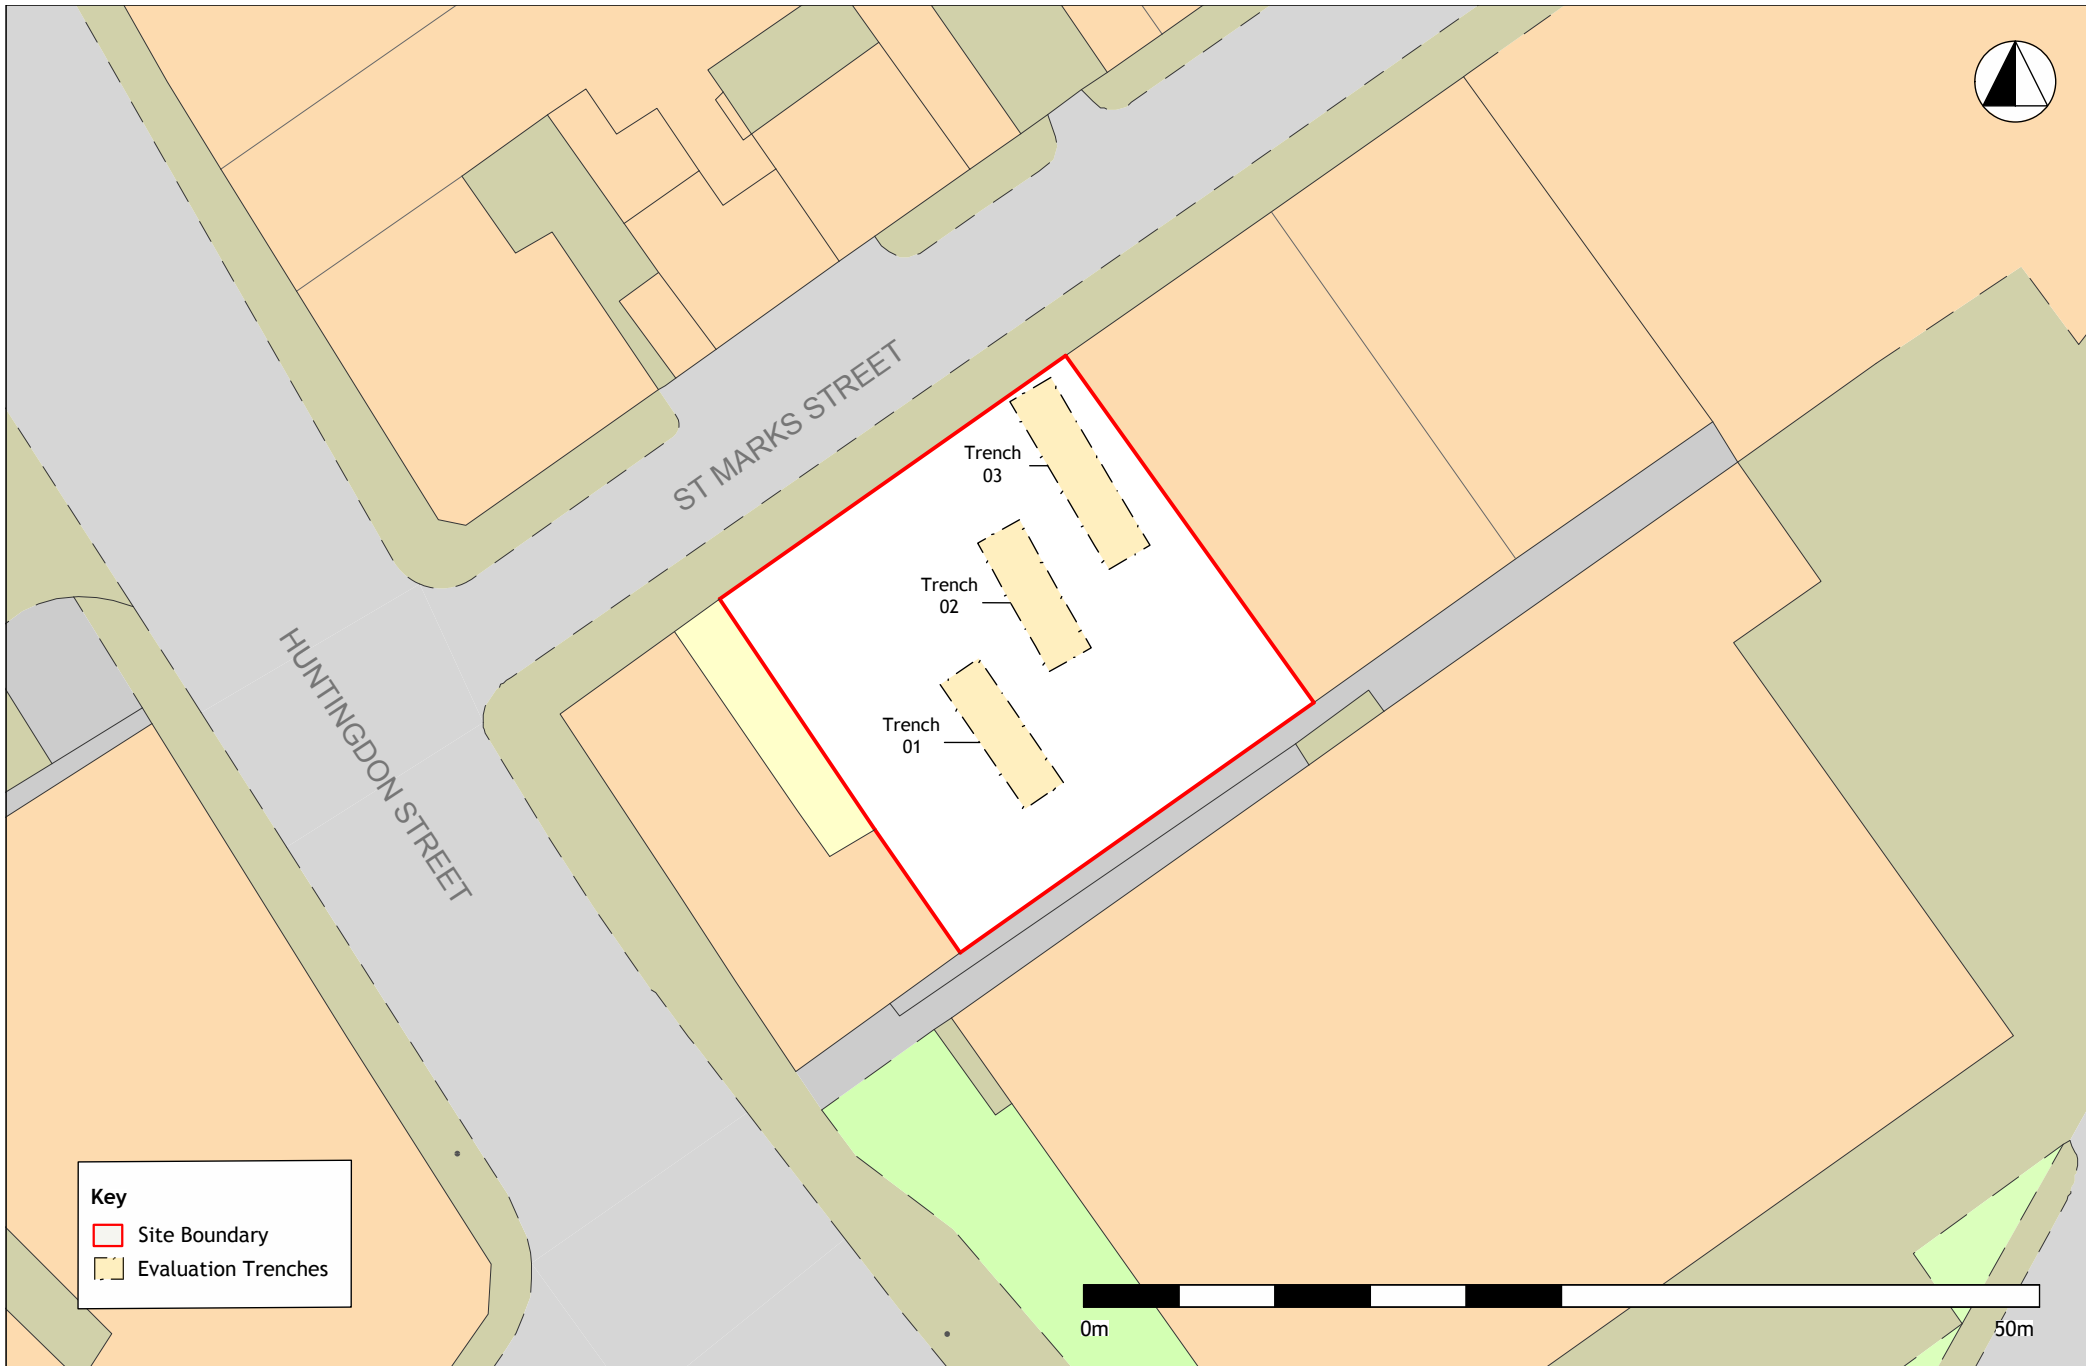 ST MARKS STREET
Trench
03
Trench
02
HUNTINGDON STREET
Trench
01
Key
Site Boundary
Evaluation Trenches
0m
50m